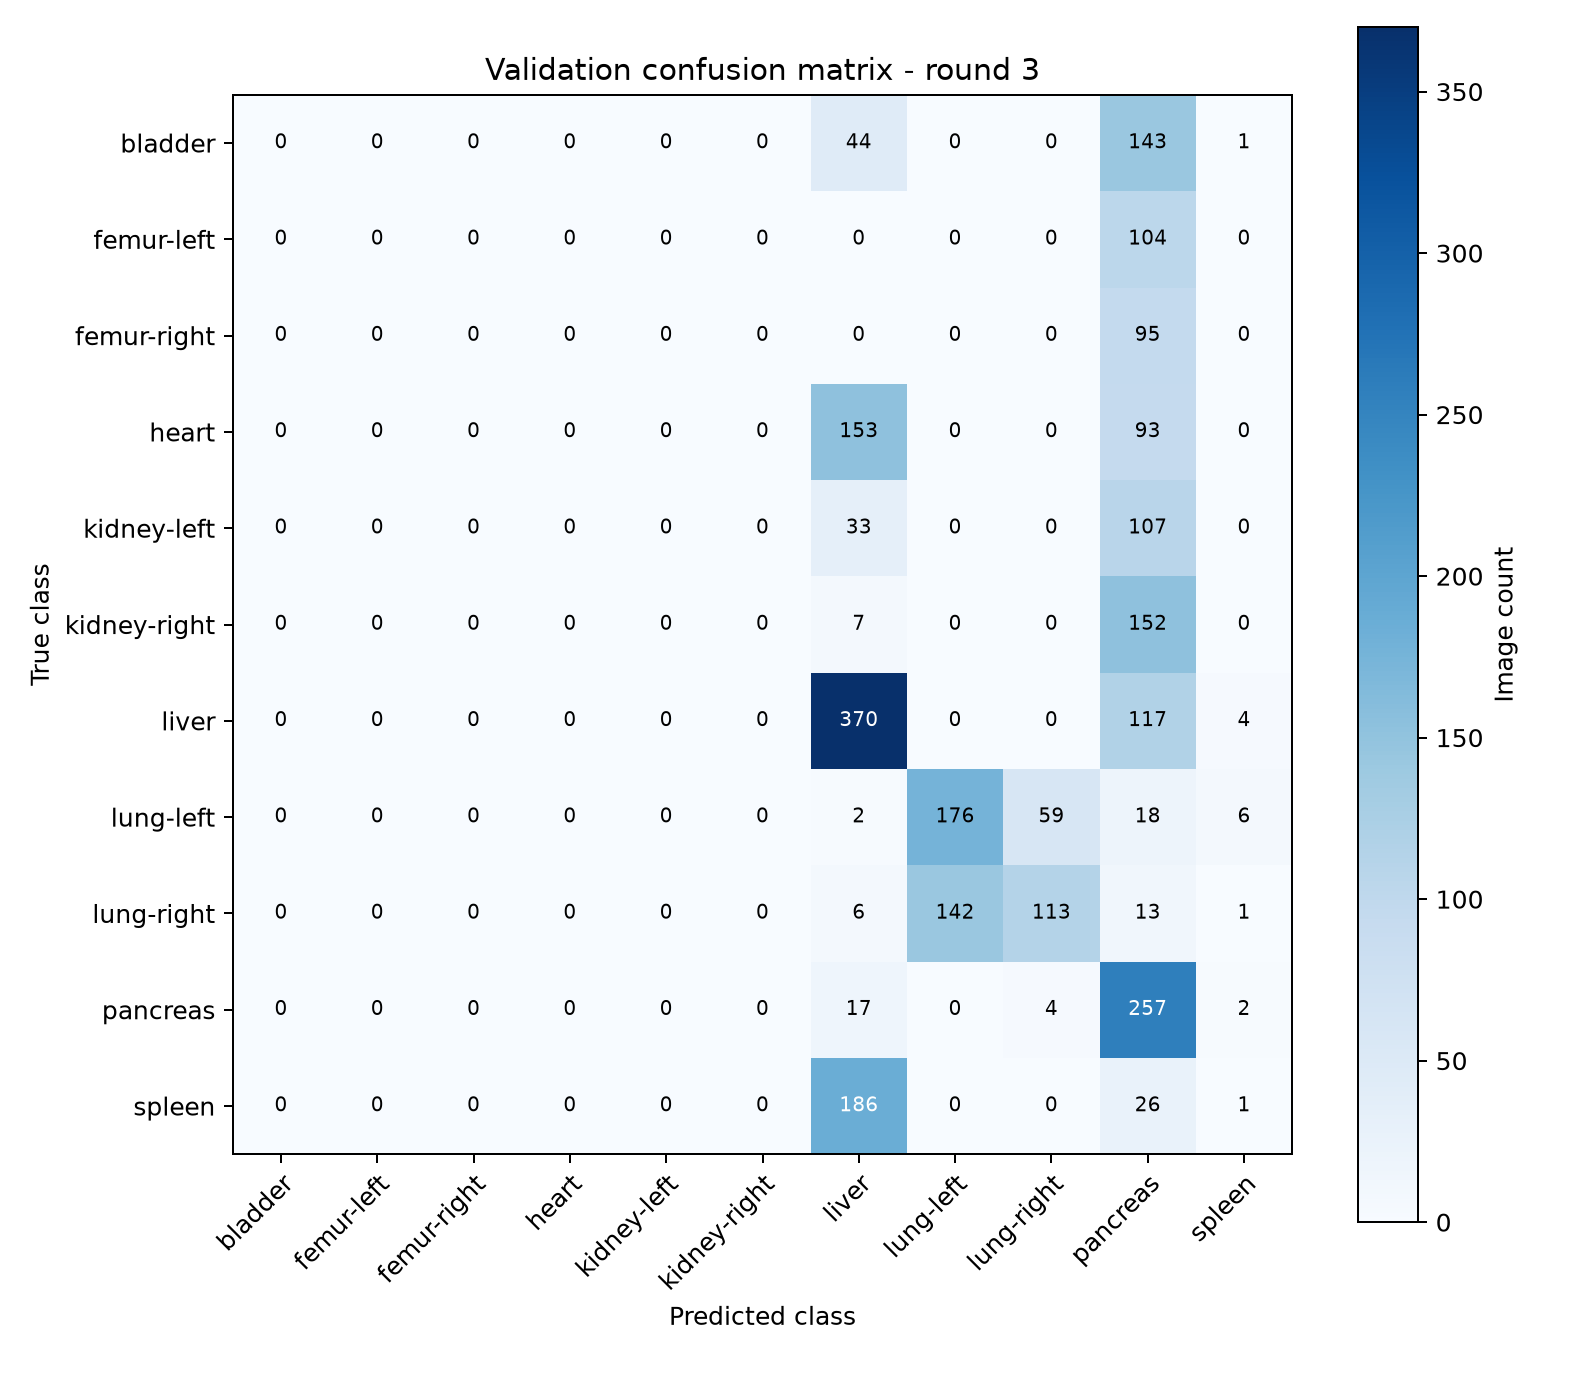 Validation confusion matrix - round 3
bladder 0 0 0 0 0 0 44 0 0 143 1
femur-left 0 0 0 0 0 0 0 0 0 104 0
femur-right 0 0 0 0 0 0 0 0 0 95 0
heart 0 0 0 0 0 0 153 0 0 93 0
kidney-left 0 0 0 0 0 0 33 0 0 107 0
kidney-right 0 0 0 0 0 0 7 0 0 152 0
liver 0 0 0 0 0 0 370 0 0 117 4
lung-left 0 0 0 0 0 0 2 176 59 18 6
lung-right 0 0 0 0 0 0 6 142 113 13 1
pancreas 0 0 0 0 0 0 17 0 4 257 2
spleen 0 0 0 0 0 0 186 0 0 26 1
True class
bladder femur-left femur-right heart kidney-left kidney-right liver lung-left lung-right pancreas spleen
Predicted class
350
300
250
200
150
100
50
0
Image count